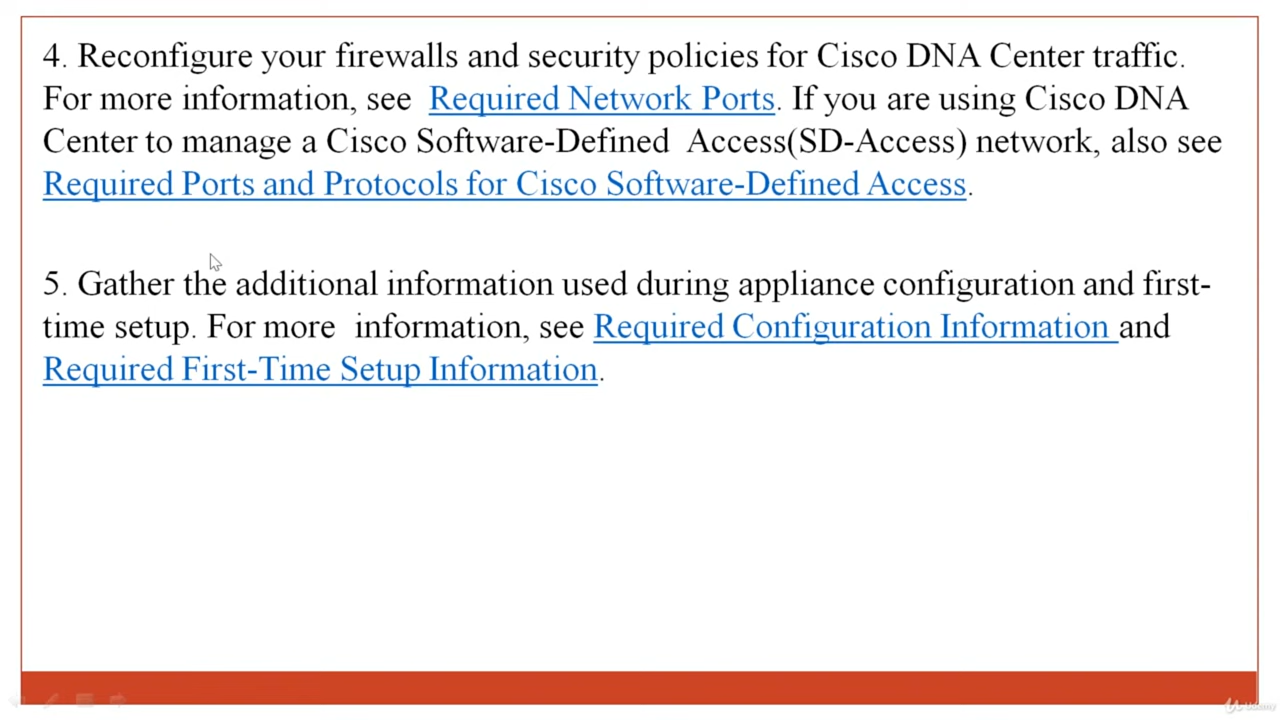 4. Reconfigure your firewalls and security policies for Cisco DNA Center traffic.
For more information, see Required Network Ports. If you are using Cisco DNA
Center to manage a Cisco Software-Defined Access(SD-Access) network, also see
Required Ports and Protocols for Cisco Software-Defined Access.
5. Gather the additional information used during appliance configuration and first-
time setup. For more information, see Required Configuration Information and
Required First-Time Setup Information.
Udemy